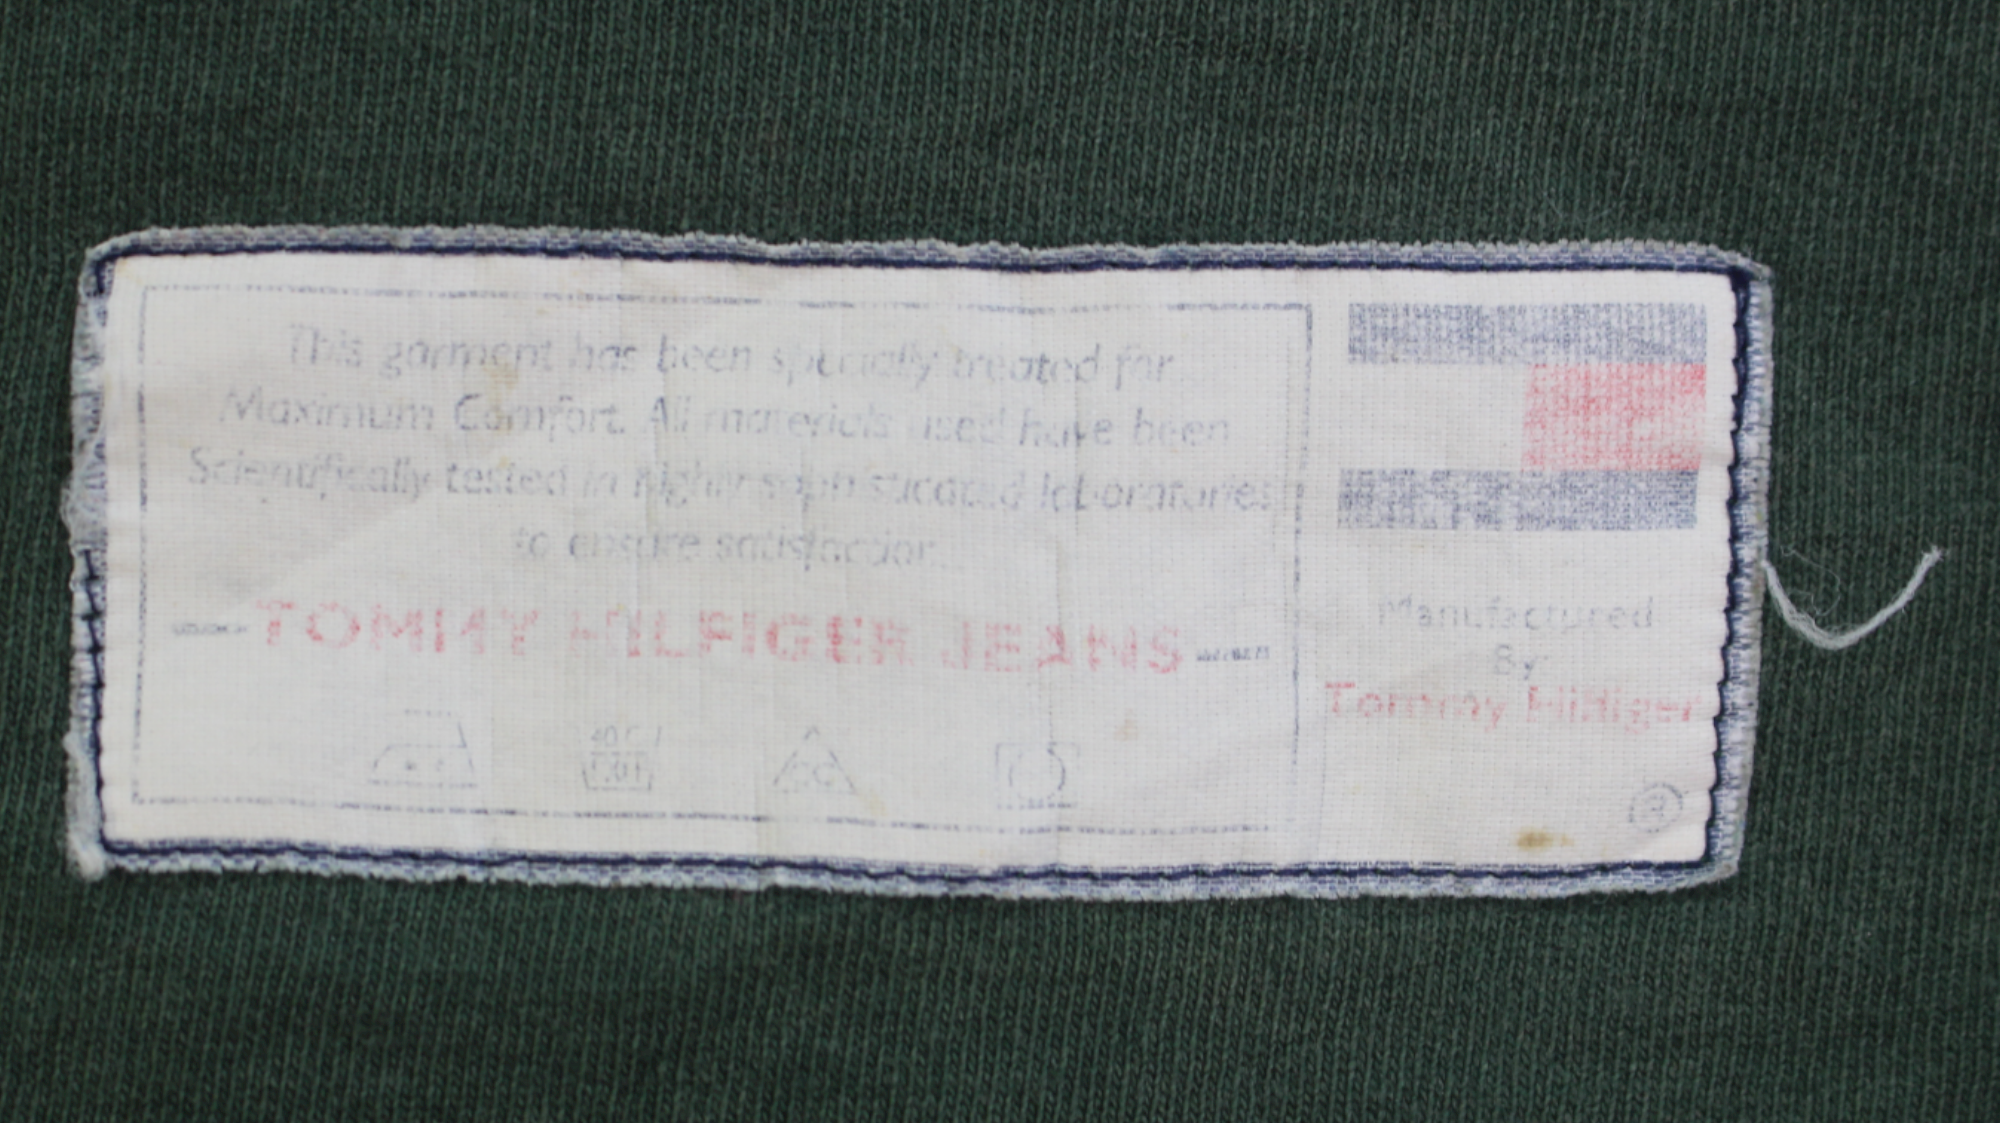 This garment has been specially treated for
Maximum Comfort. All materials used have been
Scientifically tested in highly sophisticated laboratories
to ensure satisfaction.
TOMMY HILFIGER JEANS
40
Manufactured
By
Tommy Hilfiger
®